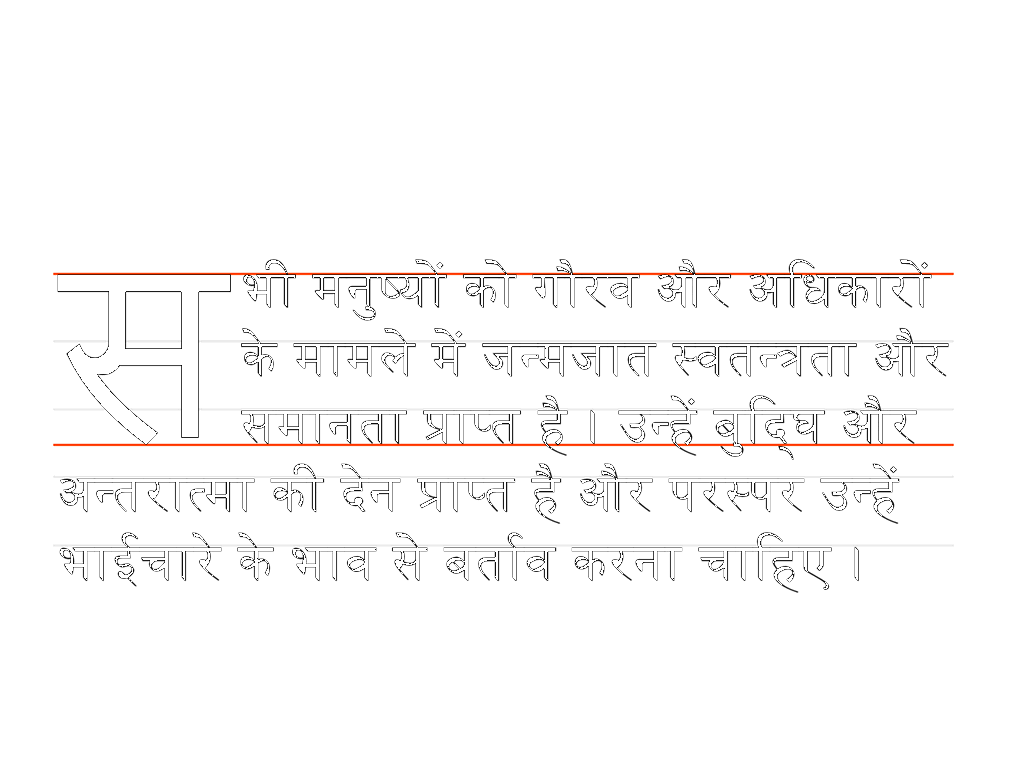 सभी मनुष्यों को गौरव और अधिकारों
के मामले में जन्मजात स्वतन्त्रता और
समानता प्राप्त है। उन्हें बुद्धि और
अन्तरात्मा की देन प्राप्त है और परस्पर उन्हें
भाईचारे के भाव से बर्ताव करना चाहिए।